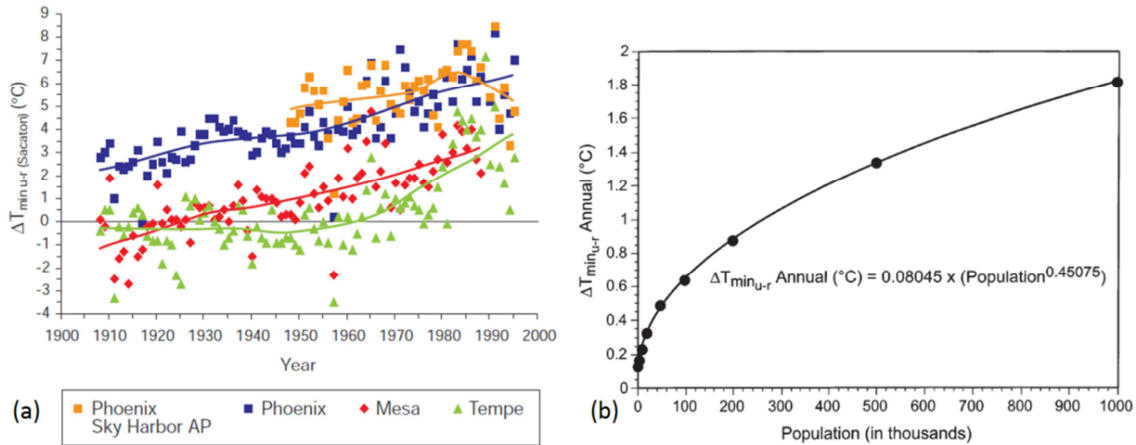 ΔT min u-r (Sacaton) (°C)
9
8
7
6
5
4
3
2
1
0
-1
-2
-3
-4
1900 1910 1920 1930 1940 1950 1960 1970 1980 1990 2000
Year
(a)
Phoenix Sky Harbor AP
Phoenix
Mesa
Tempe
ΔTmin u-r Annual (°C)
2
1.8
1.6
1.4
1.2
1
0.8
0.6
0.4
0.2
0
ΔTmin u-r Annual (°C) = 0.08045 x (Population^0.45075)
0 100 200 300 400 500 600 700 800 900 1000
Population (in thousands)
(b)